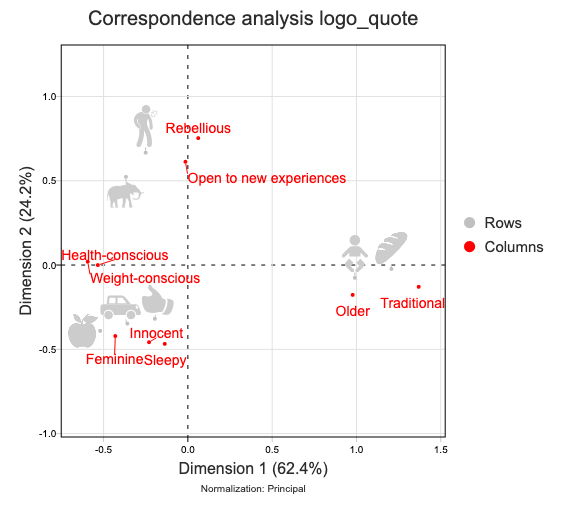 Correspondence analysis logo_quote
Dimension 2 (24.2%)
1.0
0.5
0.0
-0.5
-1.0
Rebellious
Open to new experiences
Health-conscious
Weight-conscious
Older
Traditional
Innocent
Feminine
Sleepy
Rows
Columns
-0.5
0.0
0.5
1.0
1.5
Dimension 1 (62.4%)
Normalization: Principal